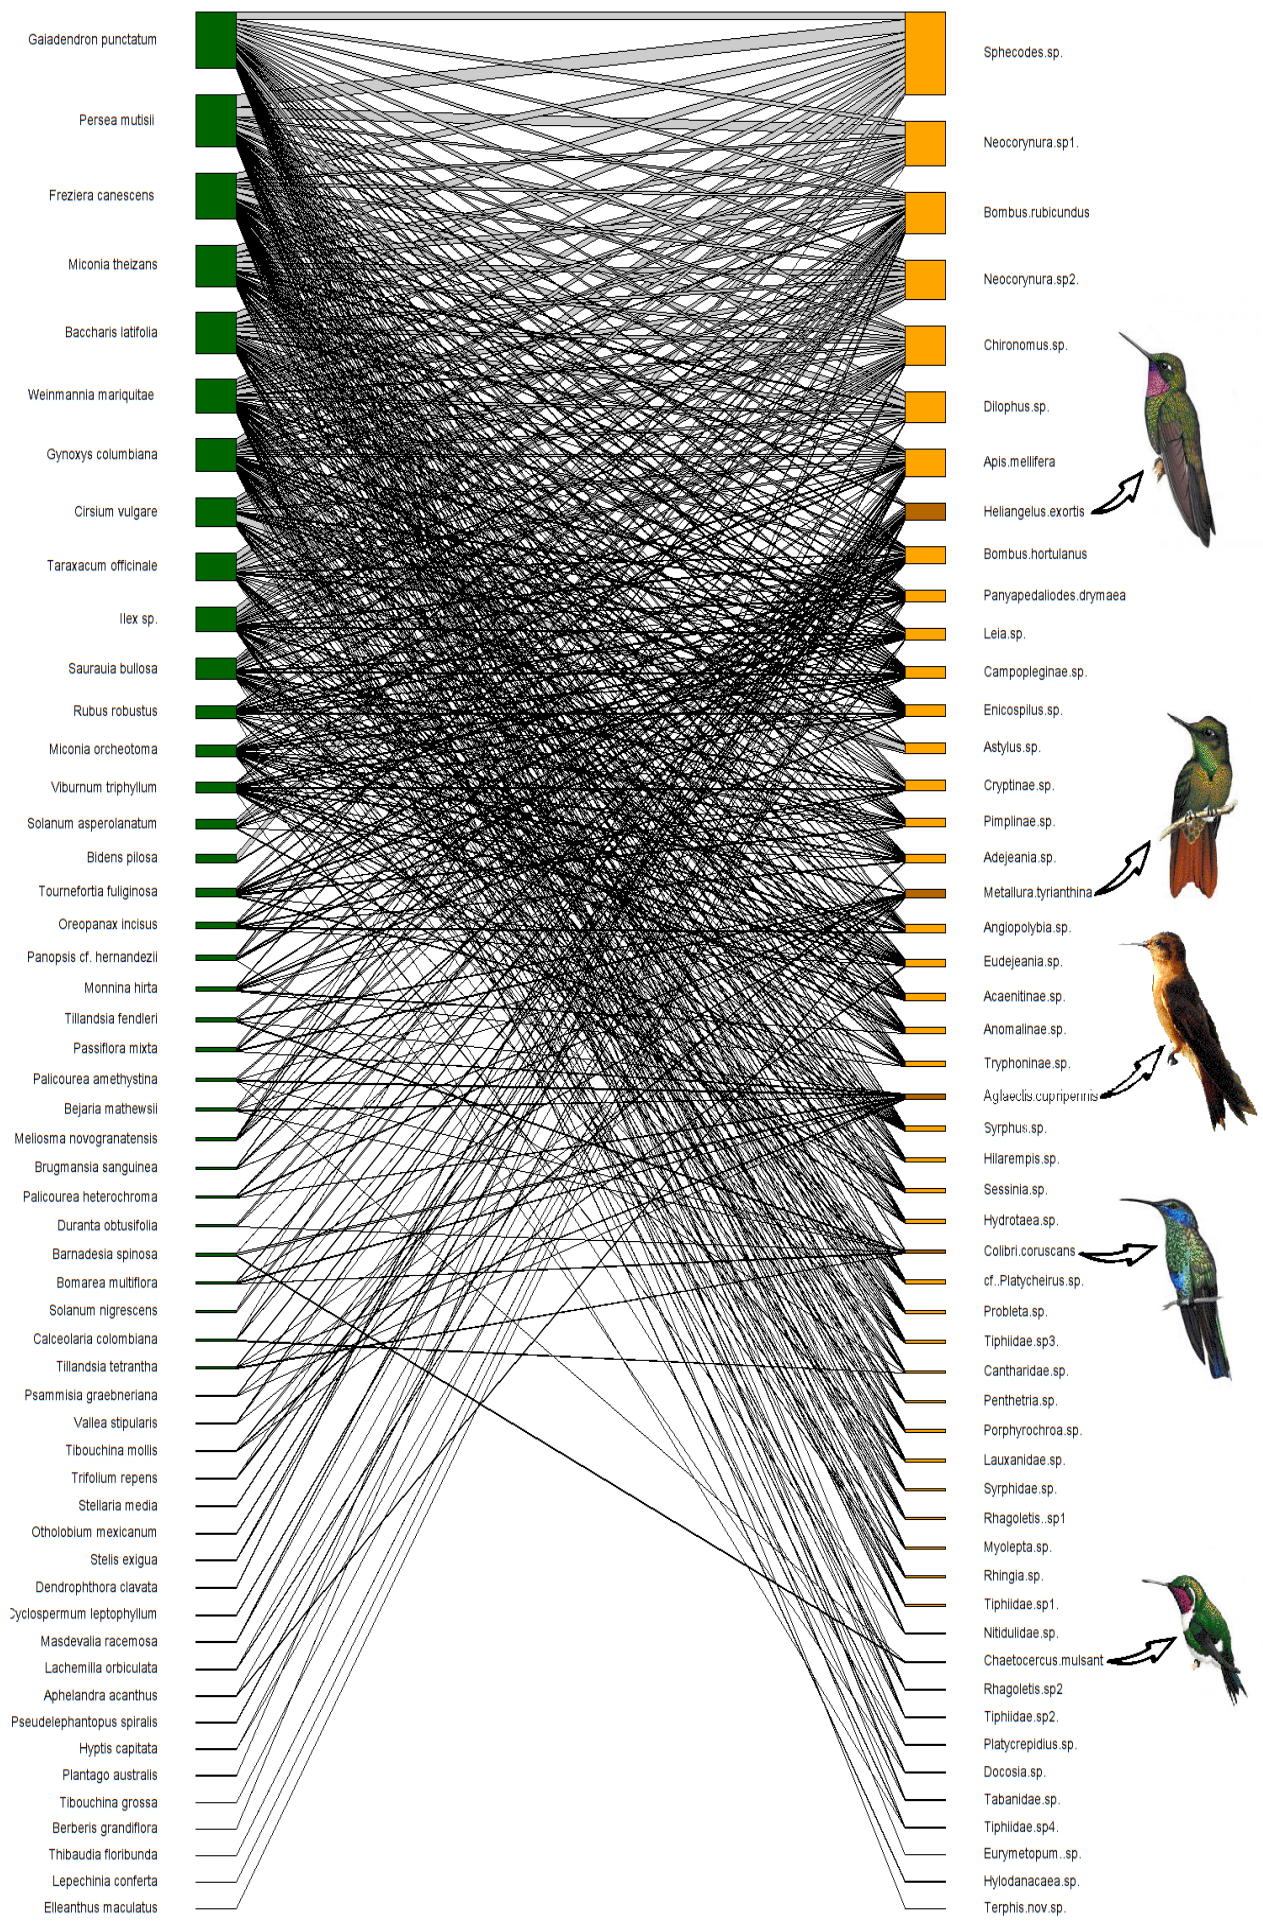 Gaiadendron punctatum
Persea mutisii
Freziera canescens
Miconia theizans
Baccharis latifolia
Weinmannia mariquitae
Gynoxys columbiana
Cirsium vulgare
Taraxacum officinale
Ilex sp.
Saurauia bullosa
Rubus robustus
Miconia orcheotoma
Viburnum triphyllum
Solanum asperolanatum
Bidens pilosa
Tournefortia fuliginosa
Oreopanax incisus
Panopsis cf. hernandezii
Monnina hirta
Tillandsia fendleri
Passiflora mixta
Palicourea amethystina
Bejaria mathewsii
Meliosma novogranatensis
Brugmansia sanguinea
Palicourea heterochroma
Duranta obtusifolia
Barnadesia spinosa
Bomarea multiflora
Solanum nigrescens
Calceolaria colombiana
Tillandsia tetrantha
Psammisia graebneriana
Vallea stipularis
Tibouchina mollis
Trifolium repens
Stellaria media
Otholobium mexicanum
Stelis exigua
Dendrophthora clavata
Cyclospermum leptophyllum
Masdevalia racemosa
Lachemilla orbiculata
Aphelandra acanthus
Pseudelephantopus spiralis
Hyptis capitata
Plantago australis
Tibouchina grossa
Berberis grandiflora
Thibaudia floribunda
Lepechinia conferta
Elleanthus maculatus
Sphecodes.sp.
Neocorynura.sp1.
Bombus.rubicundus
Neocorynura.sp2.
Chironomus.sp.
Dilophus.sp.
Apis.mellifera
Heliangelus.exortis
Bombus.hortulanus
Panyapedaliodes.drymaea
Leia.sp.
Campopleginae.sp.
Enicospilus.sp.
Astylus.sp.
Cryptinae.sp.
Pimplinae.sp.
Adejeania.sp.
Metallura.tyrianthina
Angiopolybia.sp.
Eudejeania.sp.
Acaenitinae.sp.
Anomalinae.sp.
Tryphoninae.sp.
Aglaectis.cupripennis
Syrphus.sp.
Hilarempis.sp.
Sessinia.sp.
Hydrotaea.sp.
Colibri.coruscans
cf..Platycheirus.sp.
Probleta.sp.
Tiphiidae.sp3.
Cantharidae.sp.
Penthetria.sp.
Porphyrochroa.sp.
Lauxanidae.sp.
Syrphidae.sp.
Rhagoletis..sp1
Myolepta.sp.
Rhingia.sp.
Tiphiidae.sp1.
Nitidulidae.sp.
Chaetocercus.mulsant
Rhagoletis.sp2
Tiphiidae.sp2.
Platycrepidius.sp.
Docosia.sp.
Tabanidae.sp.
Tiphiidae.sp4.
Eurymetopum..sp.
Hylodanacaea.sp.
Terphis.nov.sp.